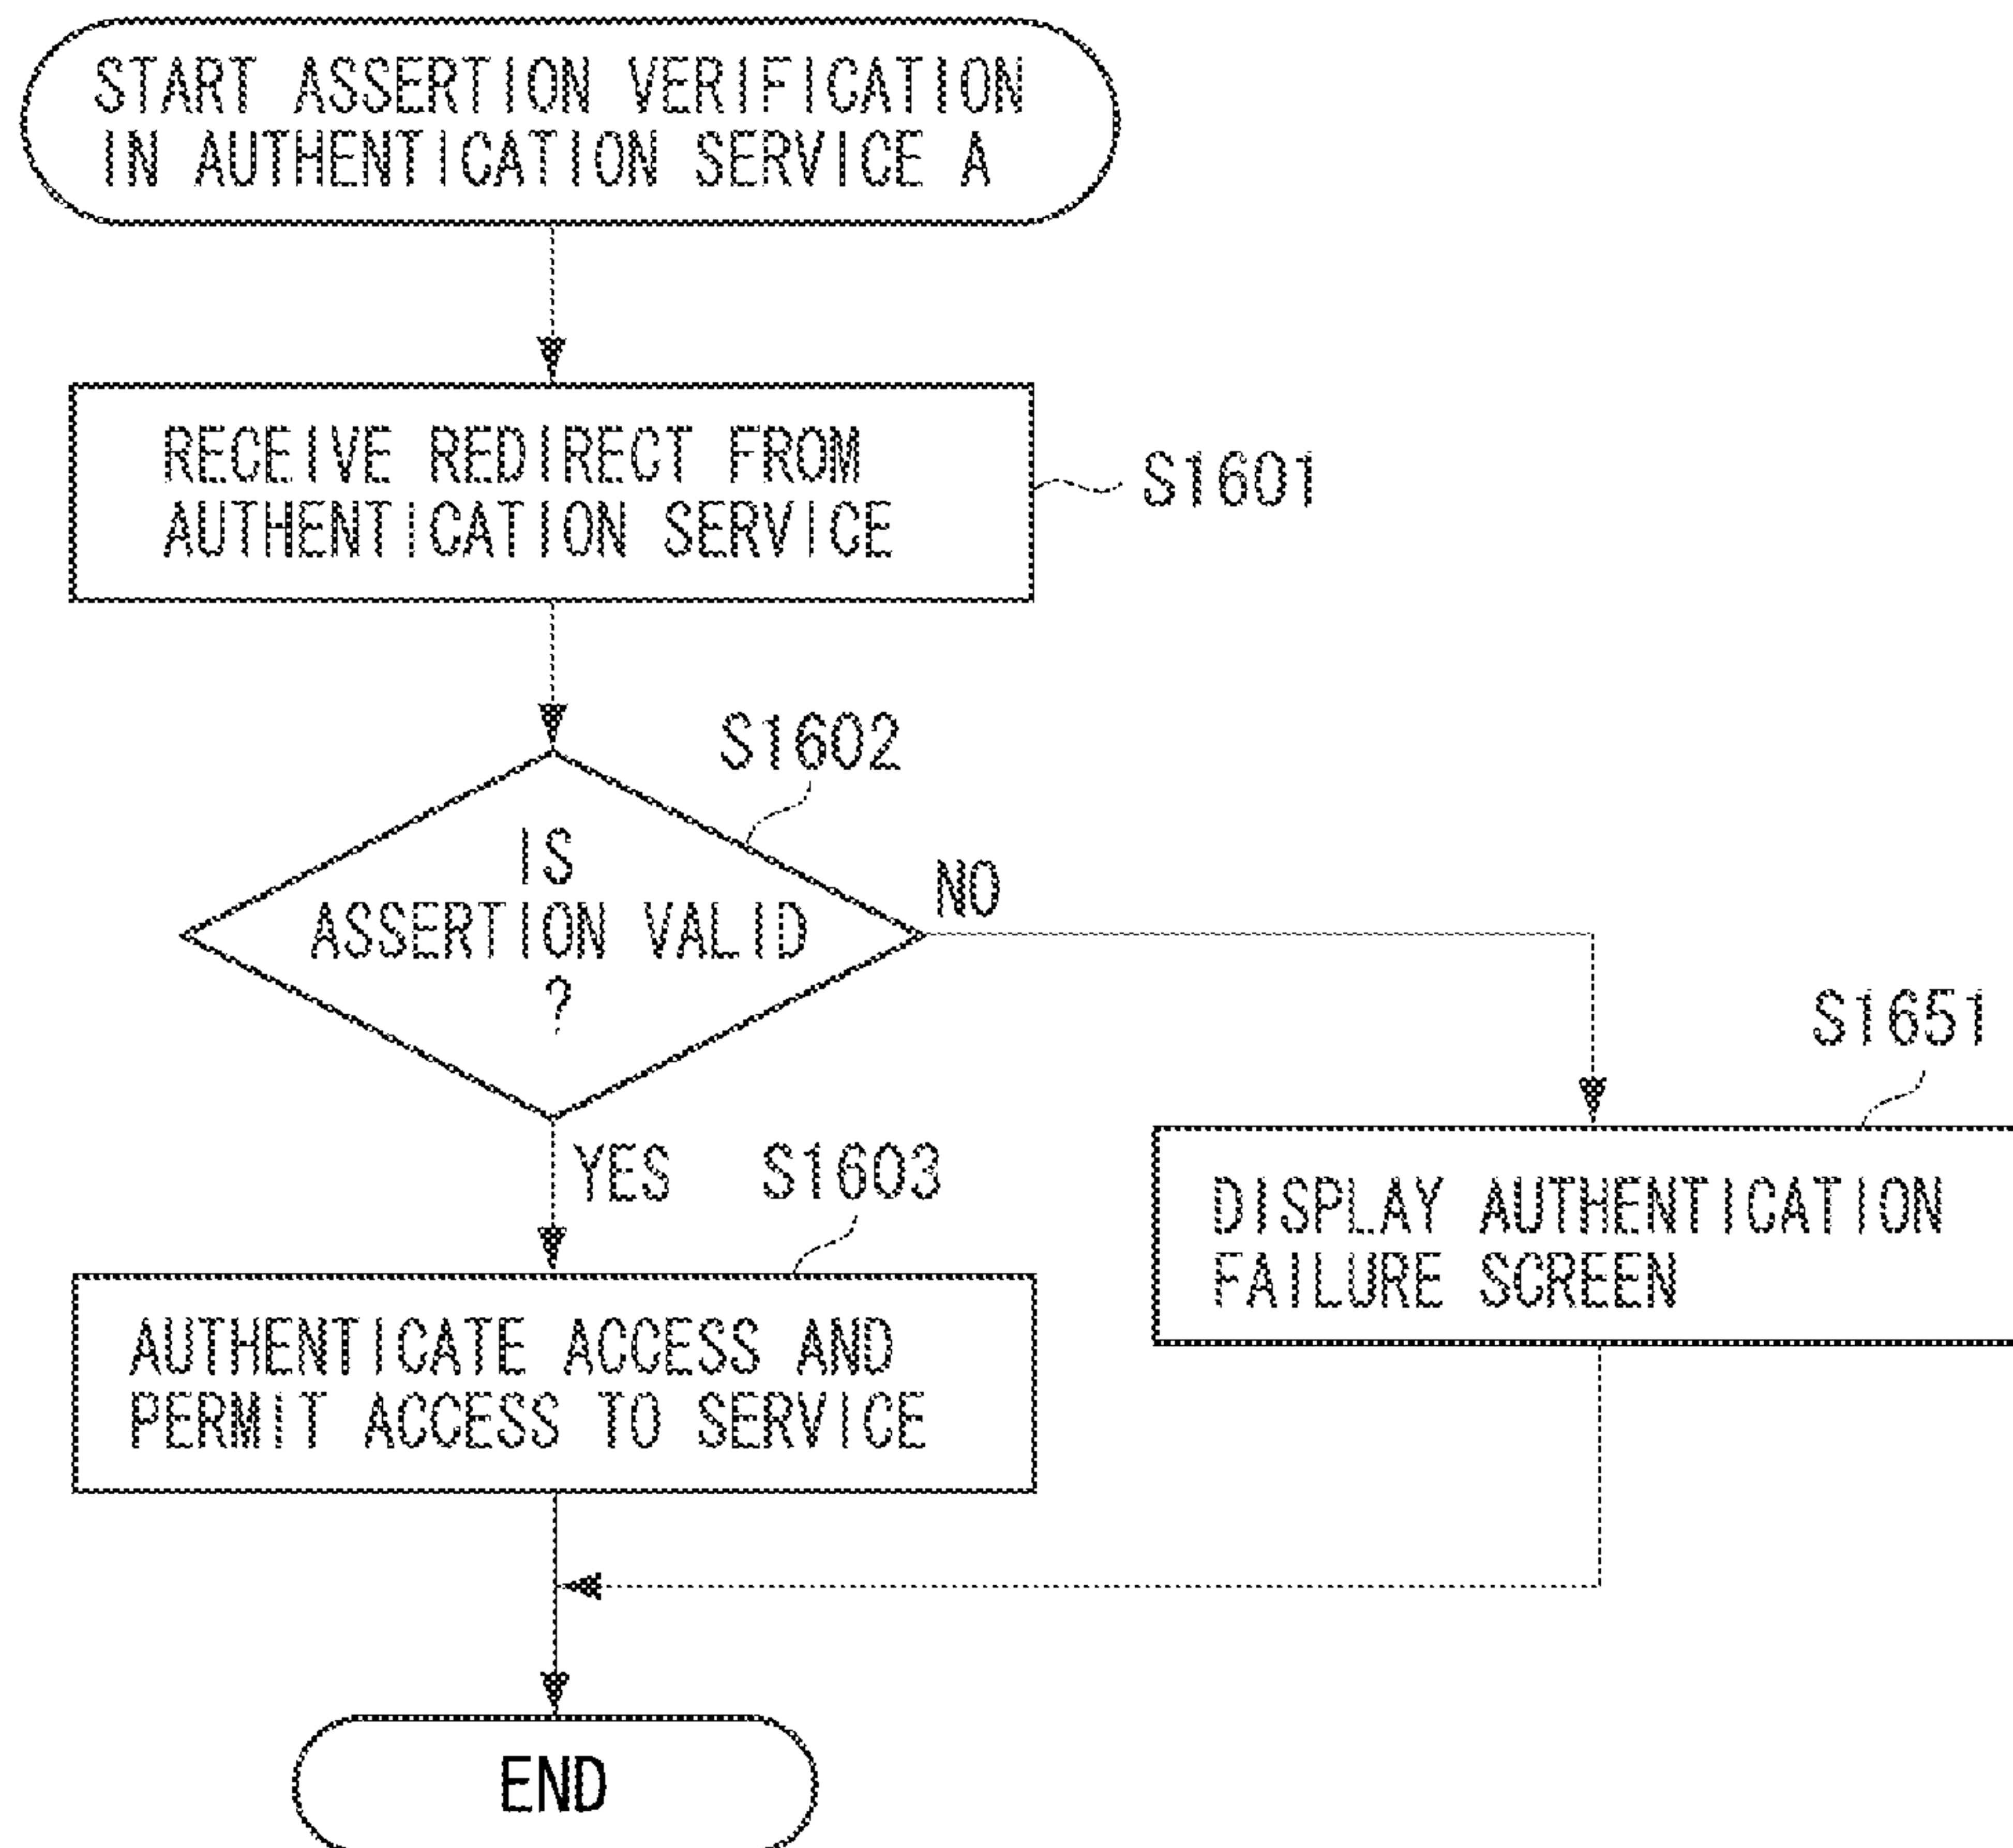 START ASSERTION VERIFICATION
IN AUTHENTICATION SERVICE A
RECEIVE REDIRECT FROM
AUTHENTICATION SERVICE
S1601
S1602
IS
ASSERTION VALID
?
NO
S1651
YES
S1603
DISPLAY AUTHENTICATION
FAILURE SCREEN
AUTHENTICATE ACCESS AND
PERMIT ACCESS TO SERVICE
END